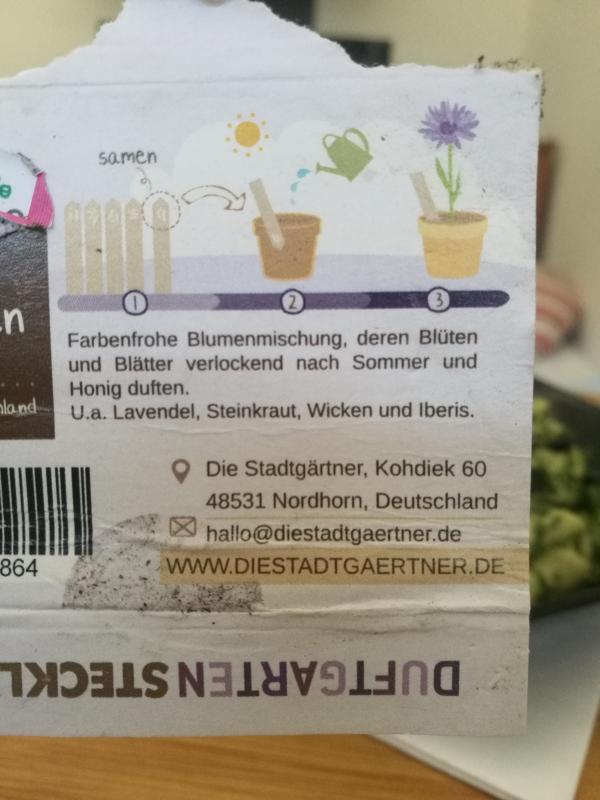 samen
1 2 3
Farbenfrohe Blumenmischung, deren Blüten
und Blätter verlockend nach Sommer und
Honig duften.
U.a. Lavendel, Steinkraut, Wicken und Iberis.
Die Stadtgärtner, Kohdiek 60
48531 Nordhorn, Deutschland
hallo@diestadtgaertner.de
WWW.DIESTADTGAERTNER.DE
864
DUFTGARTEN STECKL